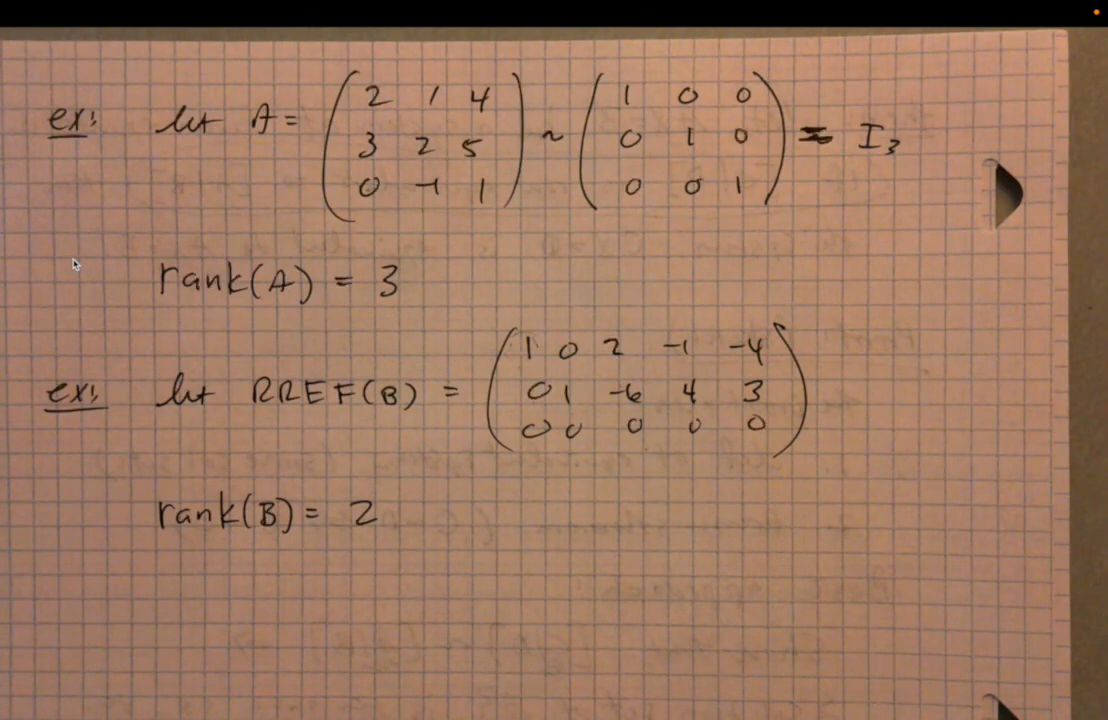 ex: let A = ( 2 1 4
3 2 5
0 -1 1 ) ~ ( 1 0 0
0 1 0
0 0 1 ) = I₃
rank(A) = 3
ex: let RREF(B) = ( 1 0 2 -1 -4
0 1 -6 4 3
0 0 0 0 0 )
rank(B) = 2